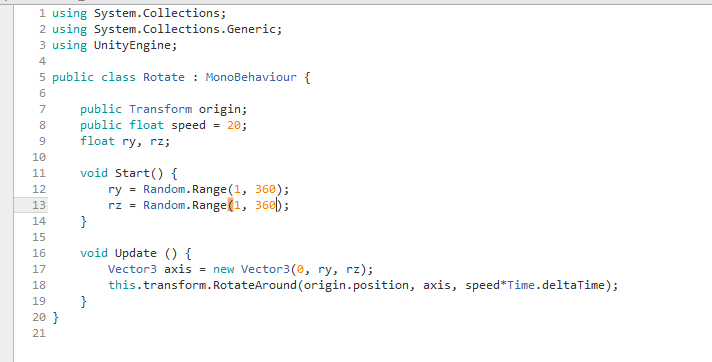 1 using System.Collections;
2 using System.Collections.Generic;
3 using UnityEngine;
4
5 public class Rotate : MonoBehaviour {
6
7     public Transform origin;
8     public float speed = 20;
9     float ry, rz;
10
11     void Start() {
12         ry = Random.Range(1, 360);
13         rz = Random.Range(1, 360);
14     }
15
16     void Update () {
17         Vector3 axis = new Vector3(0, ry, rz);
18         this.transform.RotateAround(origin.position, axis, speed*Time.deltaTime);
19     }
20 }
21